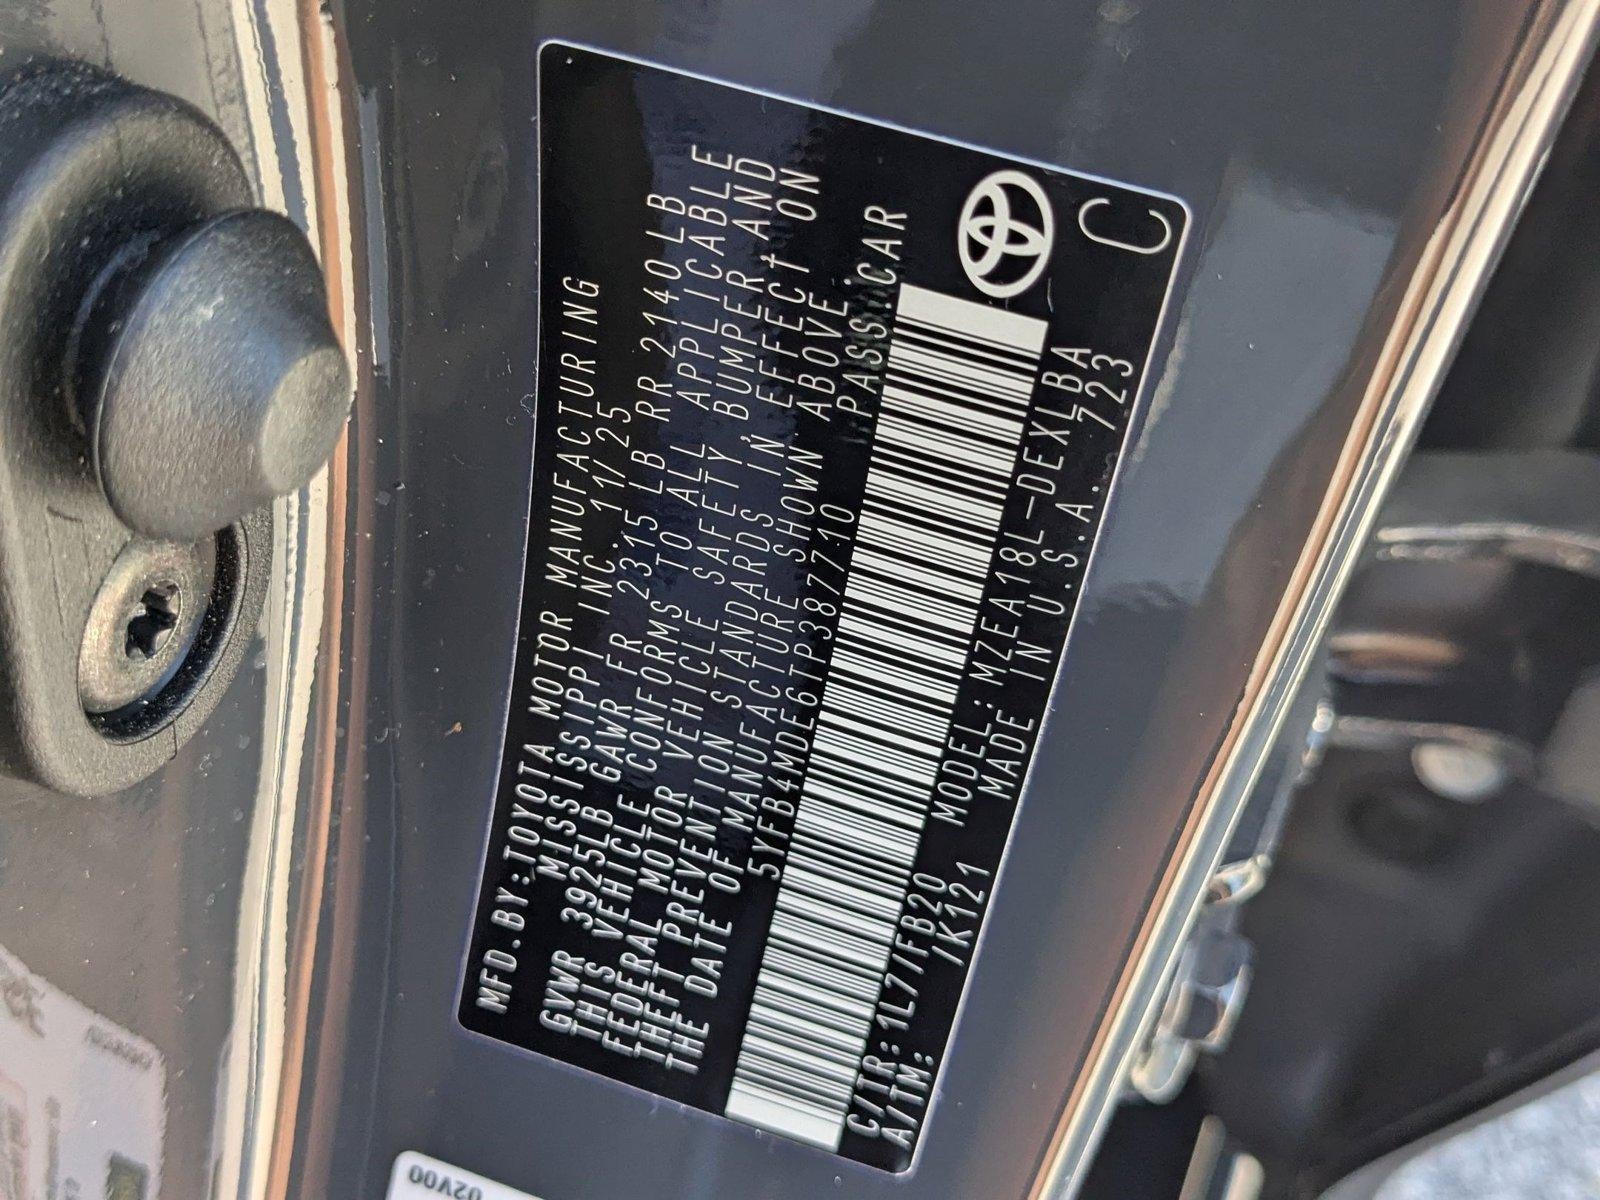 MFD.BY:TOYOTA MOTOR MANUFACTURING
MISSISSIPPI INC. 11/25
GVWR 3925LB GAWR FR 2315 LB RR 2140LB
THIS VEHICLE CONFORMS TO ALL APPLICABLE
FEDERAL MOTOR VEHICLE SAFETY,BUMPER,AND
THEFT PREVENTION STANDARDS IN EFFECT ON
THE DATE OF MANUFACTURE SHOWN ABOVE.
5YFB4MDE6TP387710 PASS.CAR
C/TR:1L7/FB20 MODEL:MZEA18L-DEXLBA
A/TM: /K121 MADE IN U.S.A. 723
C
02V00